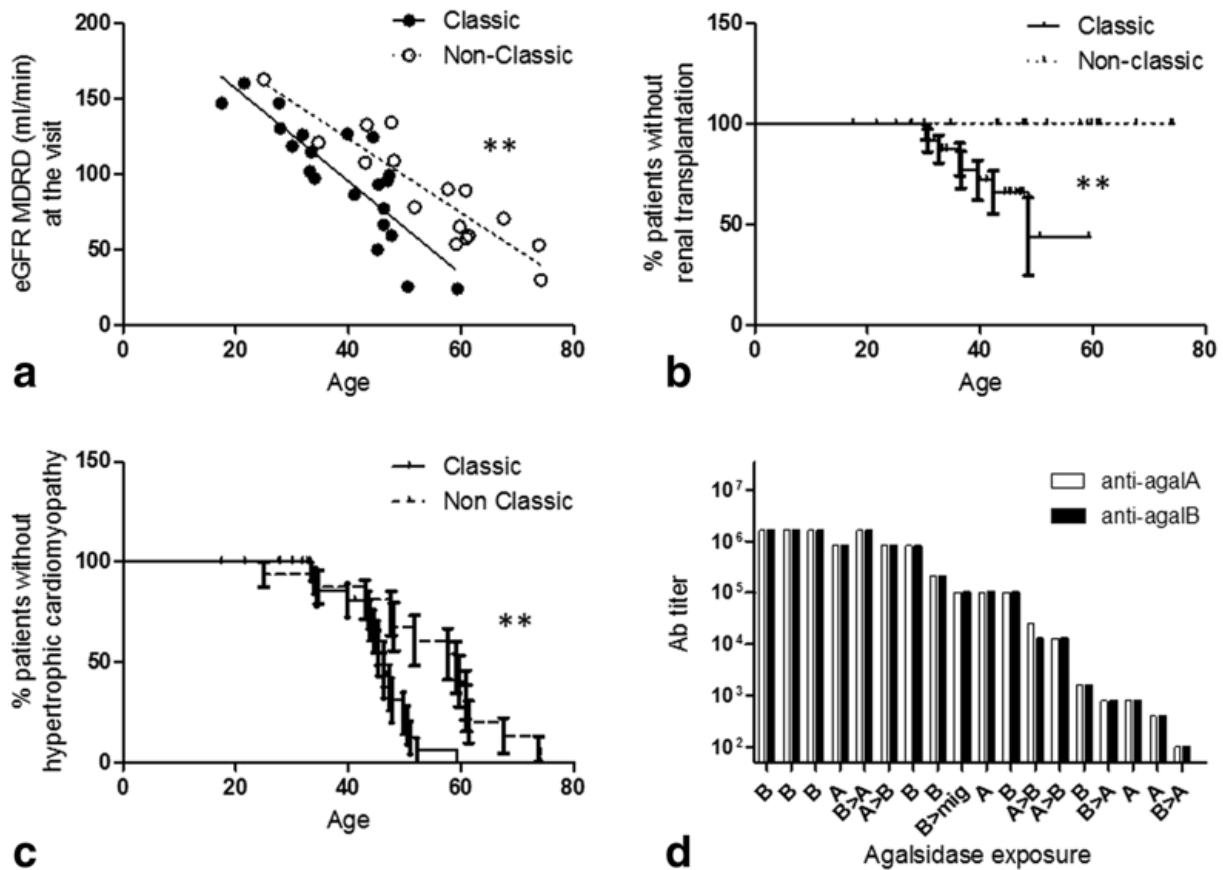 200
150
100
50
0
eGFR MDRD (ml/min)
at the visit
Classic
Non-Classic
**
0 20 40 60 80
Age
a
150
100
50
0
% patients without
renal transplantation
Classic
Non-classic
**
0 20 40 60 80
Age
b
150
100
50
0
% patients without
hypertrophic cardiomyopathy
Classic
Non Classic
**
0 20 40 60 80
Age
c
10⁷
10⁶
10⁵
10⁴
10³
10²
Ab titer
anti-agalA
anti-agalB
B B B A B>A A>B B B B>mig A B A>B A>B B B>A A A B>A
Agalsidase exposure
d